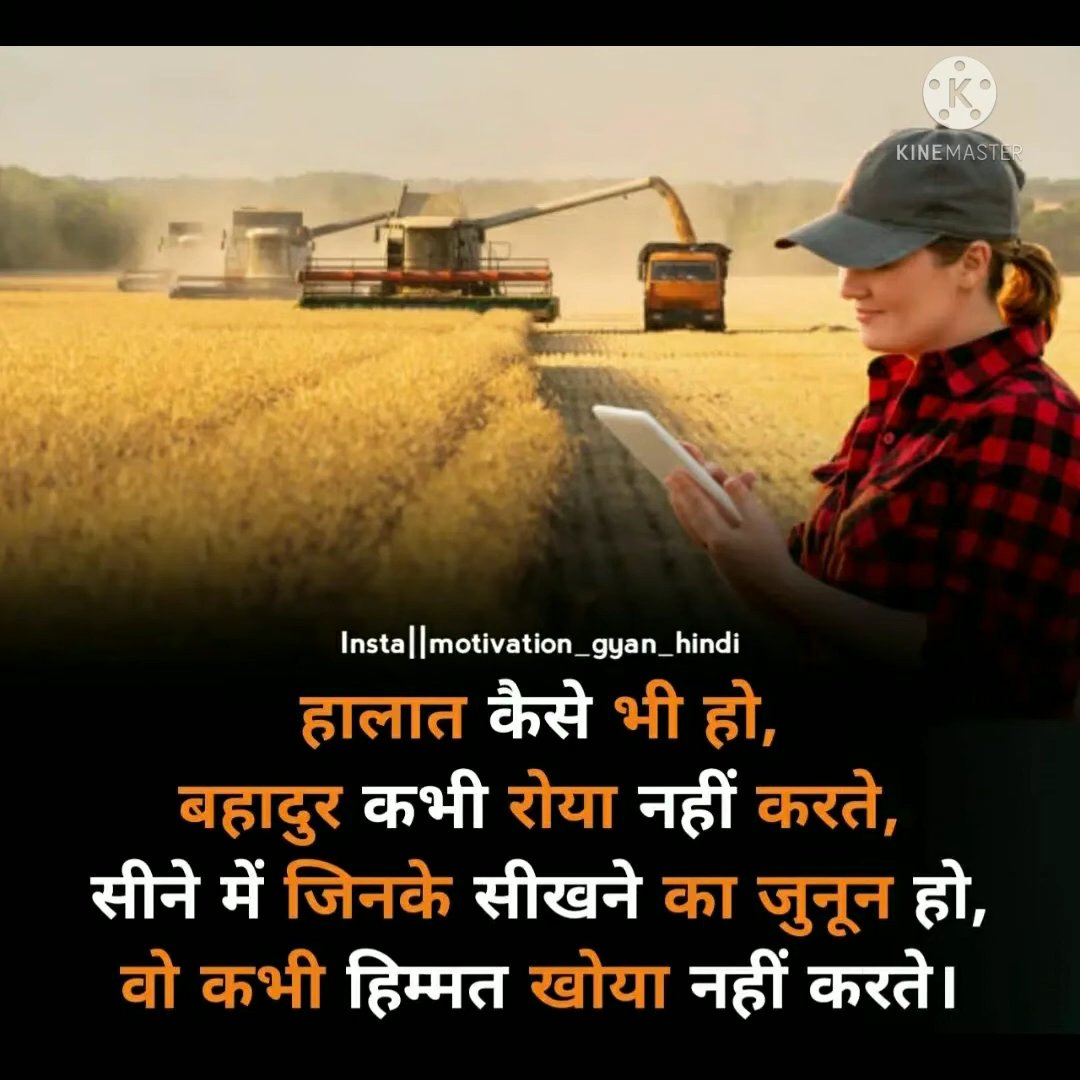 KINEMASTER
Insta||motivation_gyan_hindi
हालात कैसे भी हो,
बहादुर कभी रोया नहीं करते,
सीने में जिनके सीखने का जुनून हो,
वो कभी हिम्मत खोया नहीं करते।